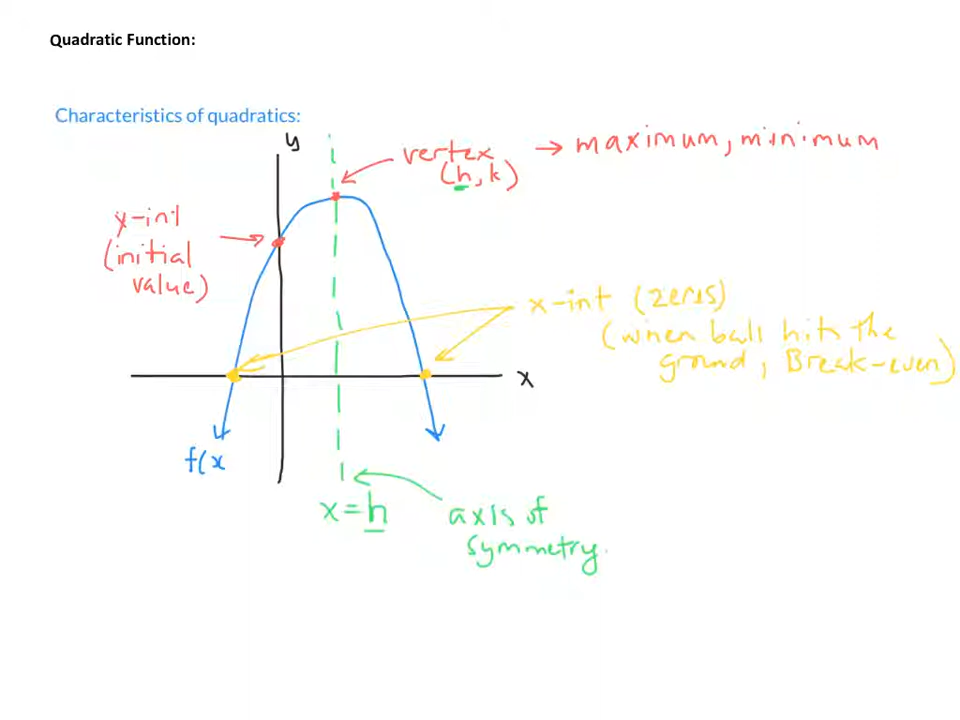 Quadratic Function:
Characteristics of quadratics:
y
vertex → maximum, minimum
(h, k)
y-int
(initial
value)
x-int (zeros)
(when ball hits the
ground, Break-even)
x
f(x
x = h
axis of
symmetry